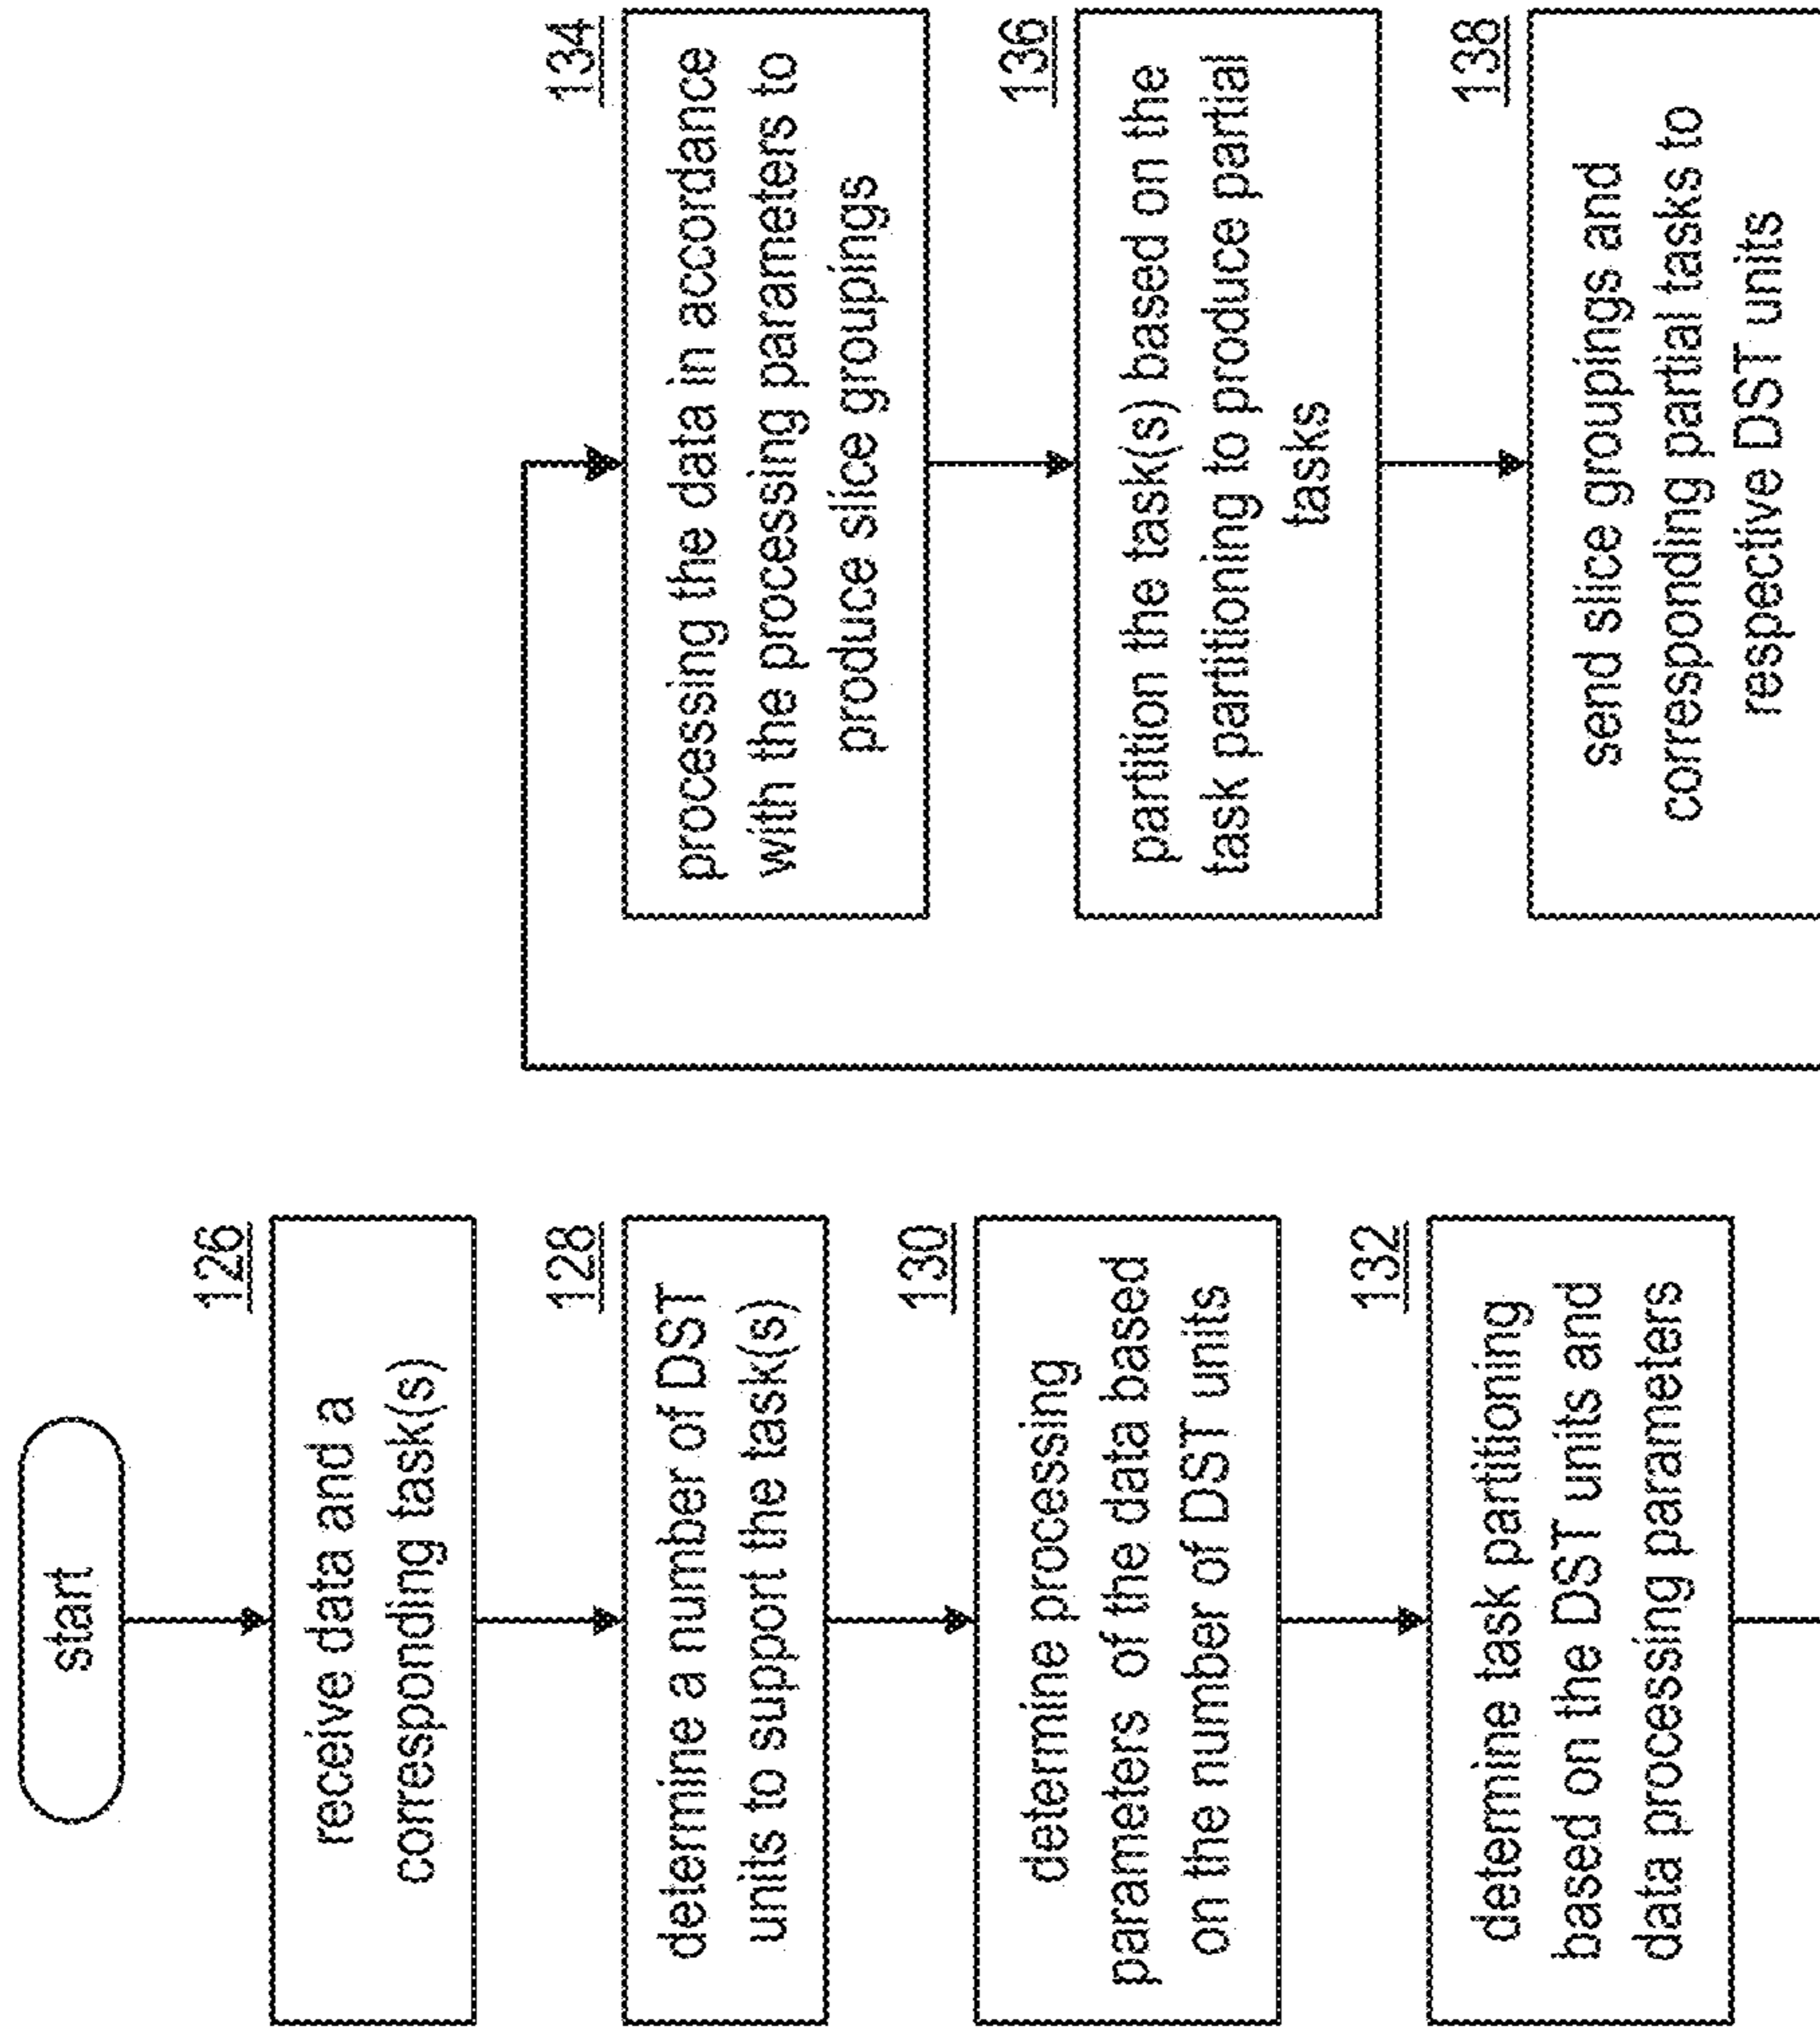 start
126
receive data and a
corresponding task(s)
128
determine a number of DST
units to support the task(s)
130
determine processing
parameters of the data based
on the number of DST units
132
determine task partitioning
based on the DST units and
data processing parameters
134
processing the data in accordance
with the processing parameters to
produce slice groupings
136
partition the task(s) based on the
task partitioning to produce partial
tasks
138
send slice groupings and
corresponding partial tasks to
respective DST units